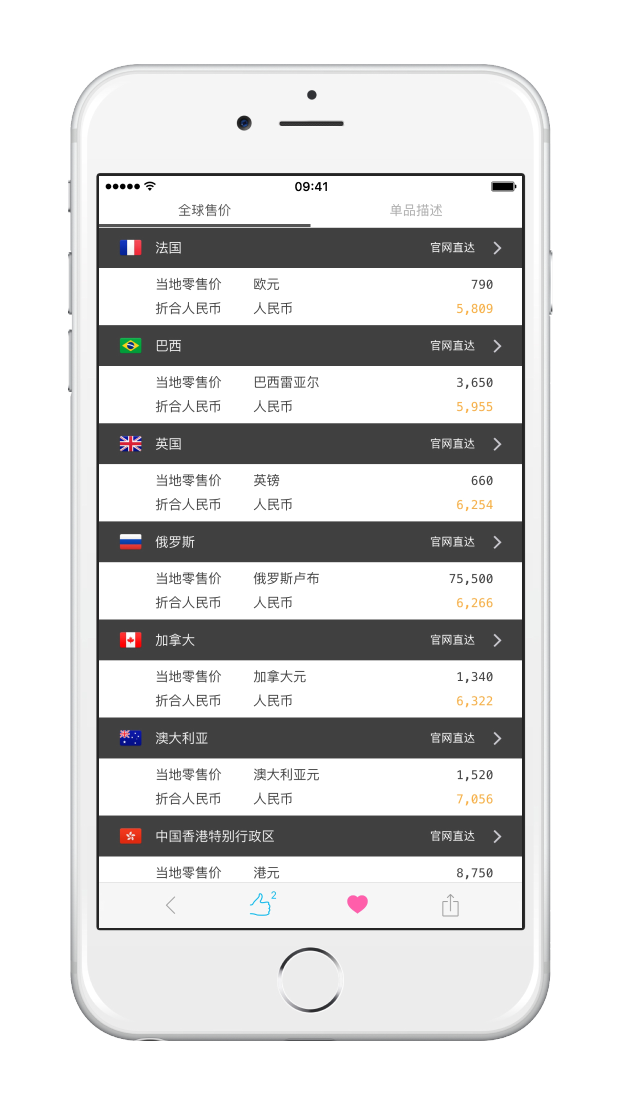 09:41
全球售价 单品描述
法国 官网直达
当地零售价 欧元 790
折合人民币 人民币 5,809
巴西 官网直达
当地零售价 巴西雷亚尔 3,650
折合人民币 人民币 5,955
英国 官网直达
当地零售价 英镑 660
折合人民币 人民币 6,254
俄罗斯 官网直达
当地零售价 俄罗斯卢布 75,500
折合人民币 人民币 6,266
加拿大 官网直达
当地零售价 加拿大元 1,340
折合人民币 人民币 6,322
澳大利亚 官网直达
当地零售价 澳大利亚元 1,520
折合人民币 人民币 7,056
中国香港特别行政区 官网直达
当地零售价 港元 8,750
2